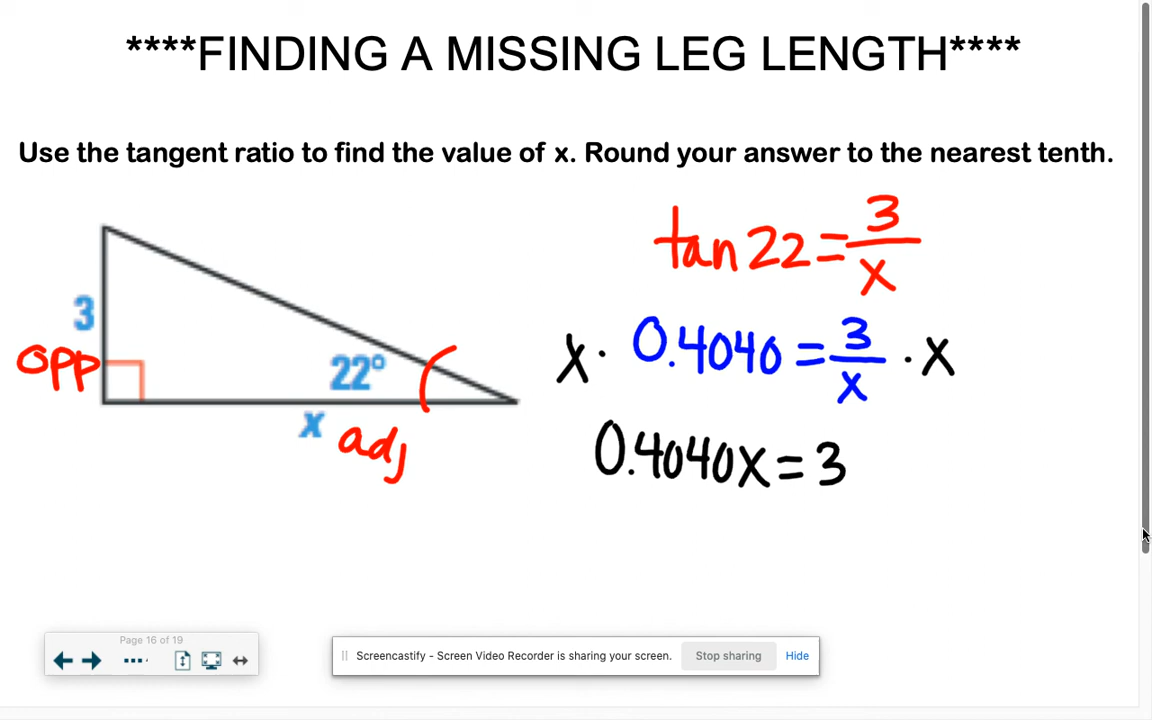 ****FINDING A MISSING LEG LENGTH****
Use the tangent ratio to find the value of x. Round your answer to the nearest tenth.
3
opp
22°
x
adj
tan 22 = 3/x
x · 0.4040 = 3/x · x
0.4040x = 3
Page 16 of 19
Screencastify - Screen Video Recorder is sharing your screen.
Stop sharing
Hide